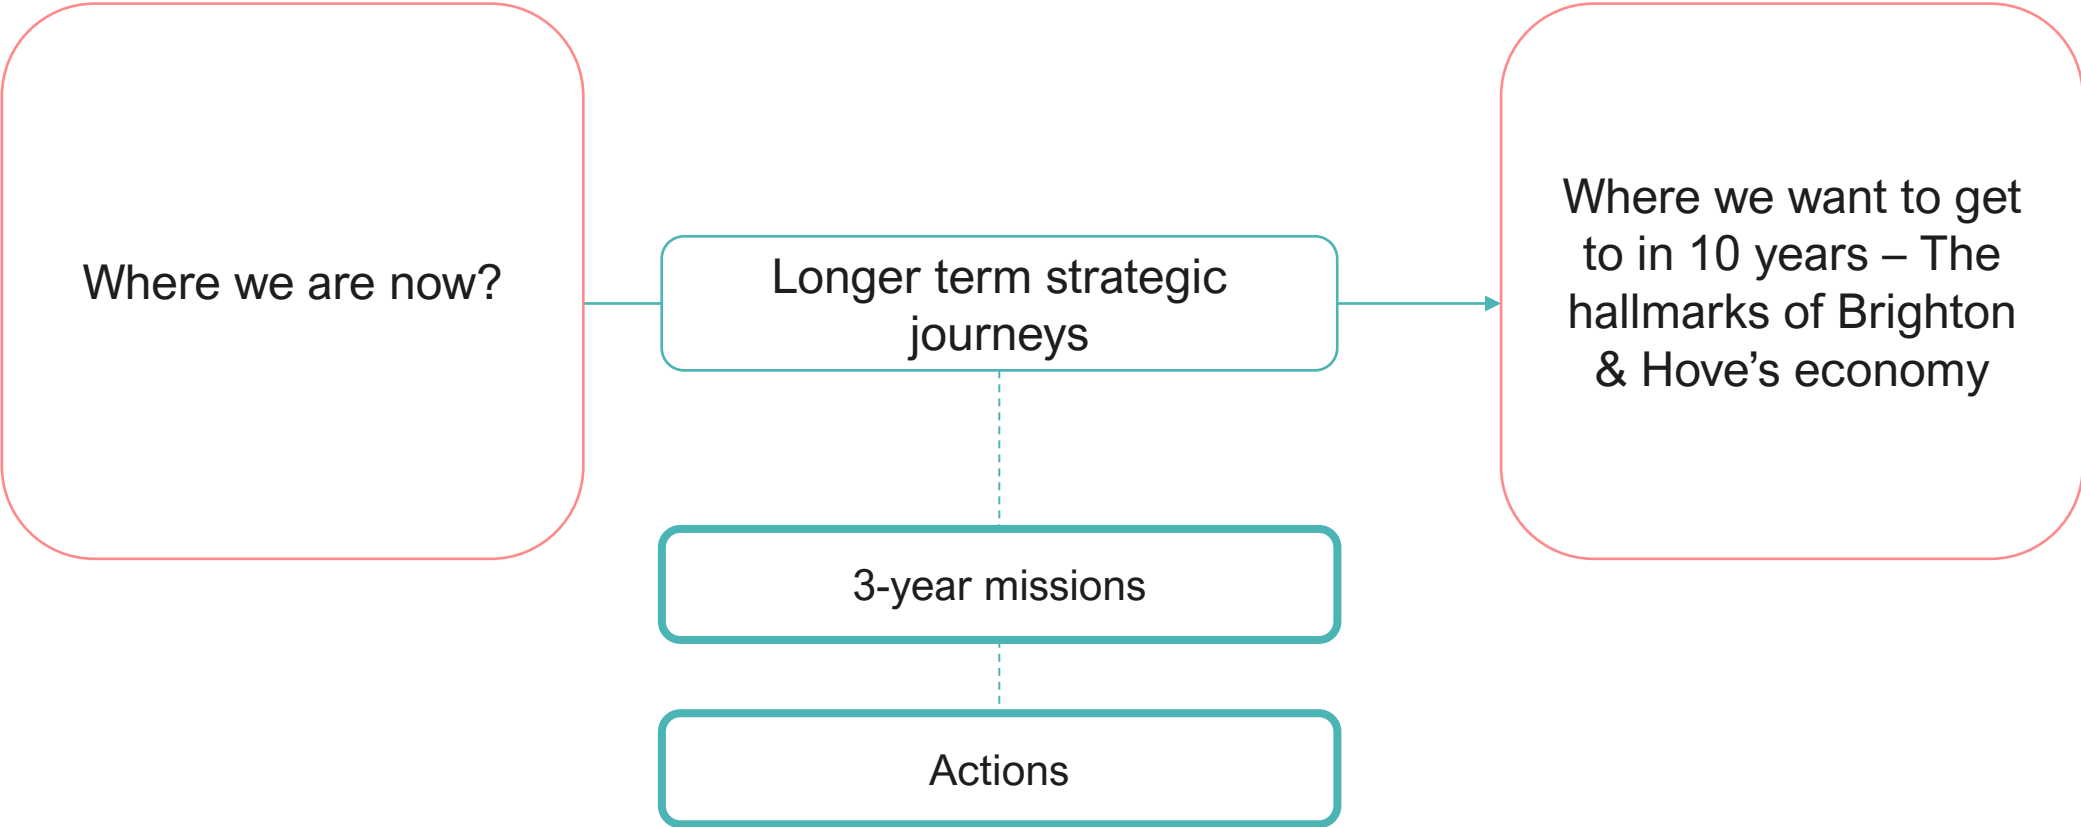 Where we are now?
Longer term strategic
journeys
Where we want to get
to in 10 years – The
hallmarks of Brighton
& Hove’s economy
3-year missions
Actions